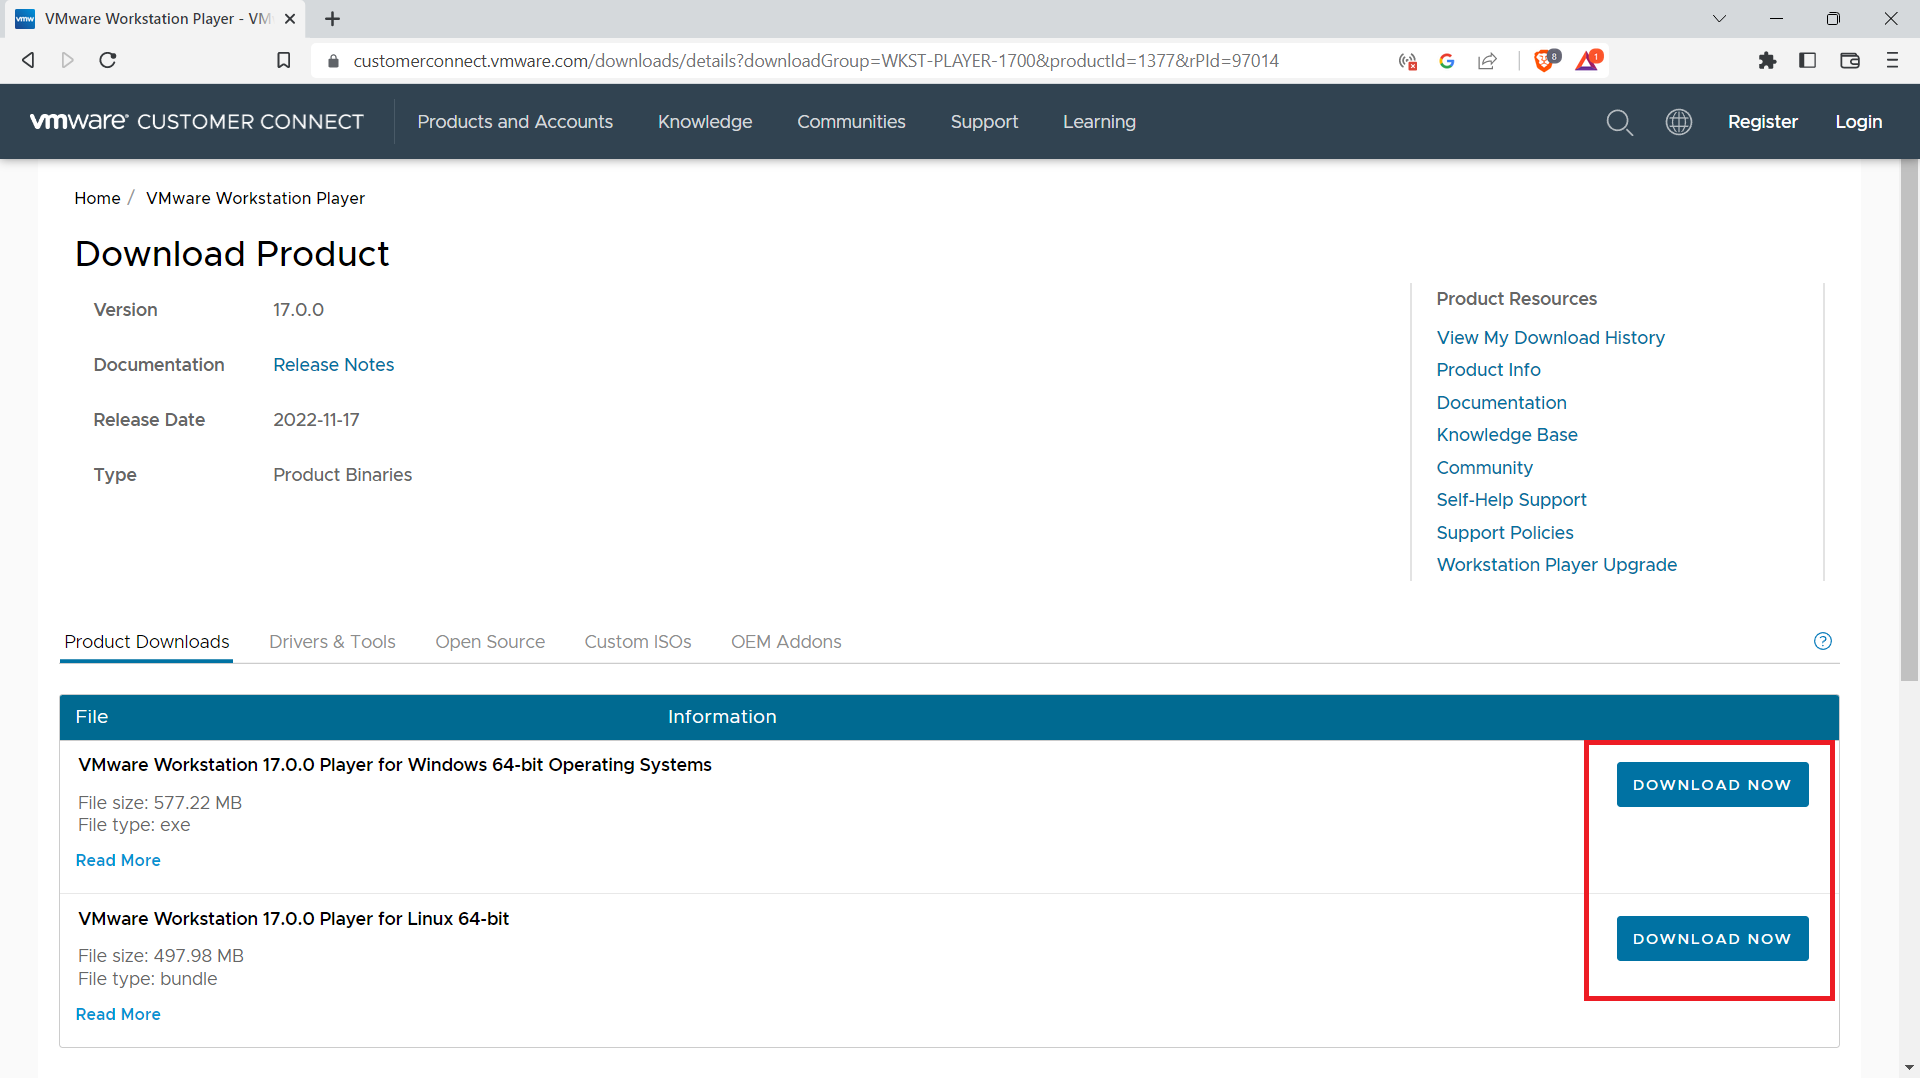 VMware Workstation Player - VM
customerconnect.vmware.com/downloads/details?downloadGroup=WKST-PLAYER-1700&productId=1377&rPId=97014
8
1
vmware CUSTOMER CONNECT
Products and Accounts
Knowledge
Communities
Support
Learning
Register
Login
Home / VMware Workstation Player
Download Product
Version 17.0.0
Documentation Release Notes
Release Date 2022-11-17
Type Product Binaries
Product Resources
View My Download History
Product Info
Documentation
Knowledge Base
Community
Self-Help Support
Support Policies
Workstation Player Upgrade
Product Downloads
Drivers & Tools
Open Source
Custom ISOs
OEM Addons
?
File
Information
VMware Workstation 17.0.0 Player for Windows 64-bit Operating Systems
File size: 577.22 MB
File type: exe
Read More
DOWNLOAD NOW
VMware Workstation 17.0.0 Player for Linux 64-bit
File size: 497.98 MB
File type: bundle
Read More
DOWNLOAD NOW